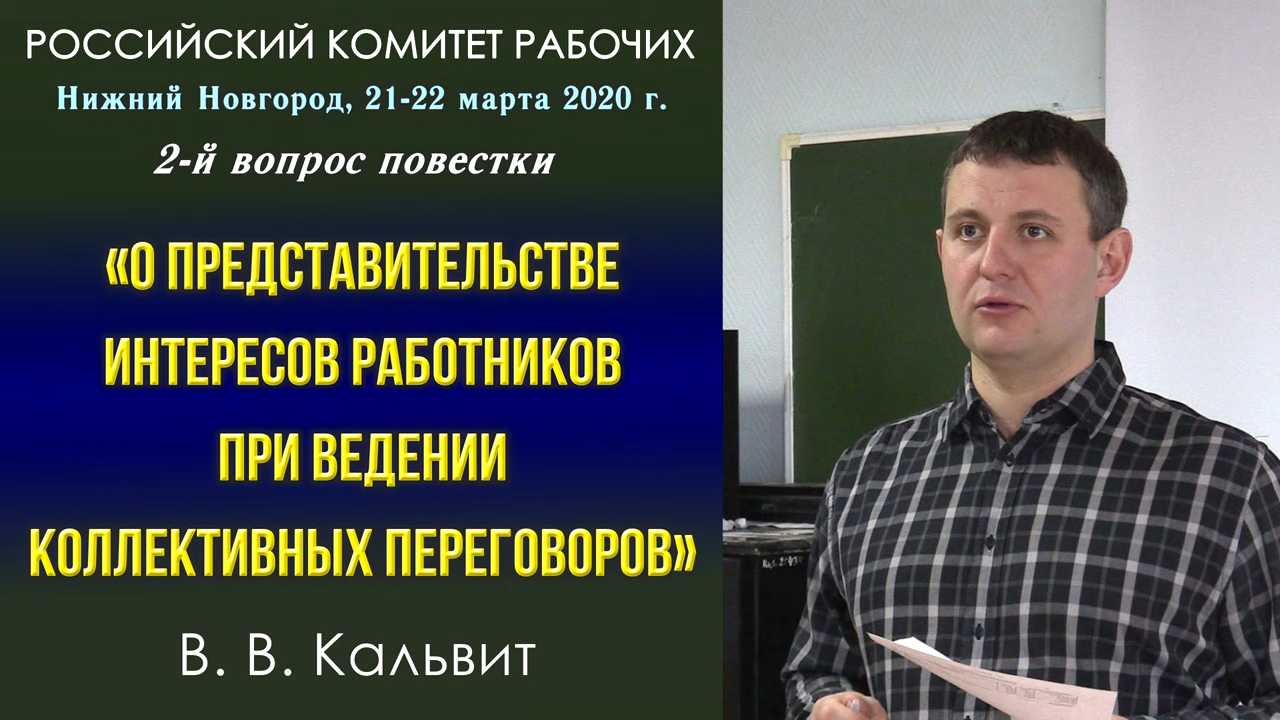 РОССИЙСКИЙ КОМИТЕТ РАБОЧИХ
Нижний Новгород, 21-22 марта 2020 г.
2-й вопрос повестки
«О ПРЕДСТАВИТЕЛЬСТВЕ
ИНТЕРЕСОВ РАБОТНИКОВ
ПРИ ВЕДЕНИИ
КОЛЛЕКТИВНЫХ ПЕРЕГОВОРОВ»
В. В. Кальвит